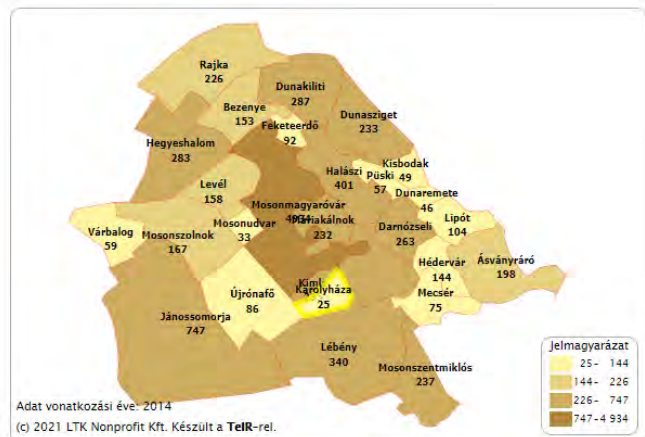 Rajka
226
Dunakiliti
287
Bezenye
153
Feketeerdő
92
Dunasziget
233
Hegyeshalom
283
Halászi
401
Kisbodak
49
Püski
57
Dunaremete
46
Levél
158
Mosonmagyaróvár
Máriakálnok
232
Mosonudvar
33
Lipót
104
Várbalog
59
Mosonszolnok
167
Darnózseli
263
Hédervár
144
Ásványráró
198
Mecsér
75
Károlyháza
25
Újrónafő
86
Jánossomorja
747
Lébény
340
Mosonszentmiklós
237
Jelmagyarázat
25- 144
144- 226
226- 747
747-4 934
Adat vonatkozási éve: 2014
(c) 2021 LTK Nonprofit Kft. Készült a TeIR-rel.